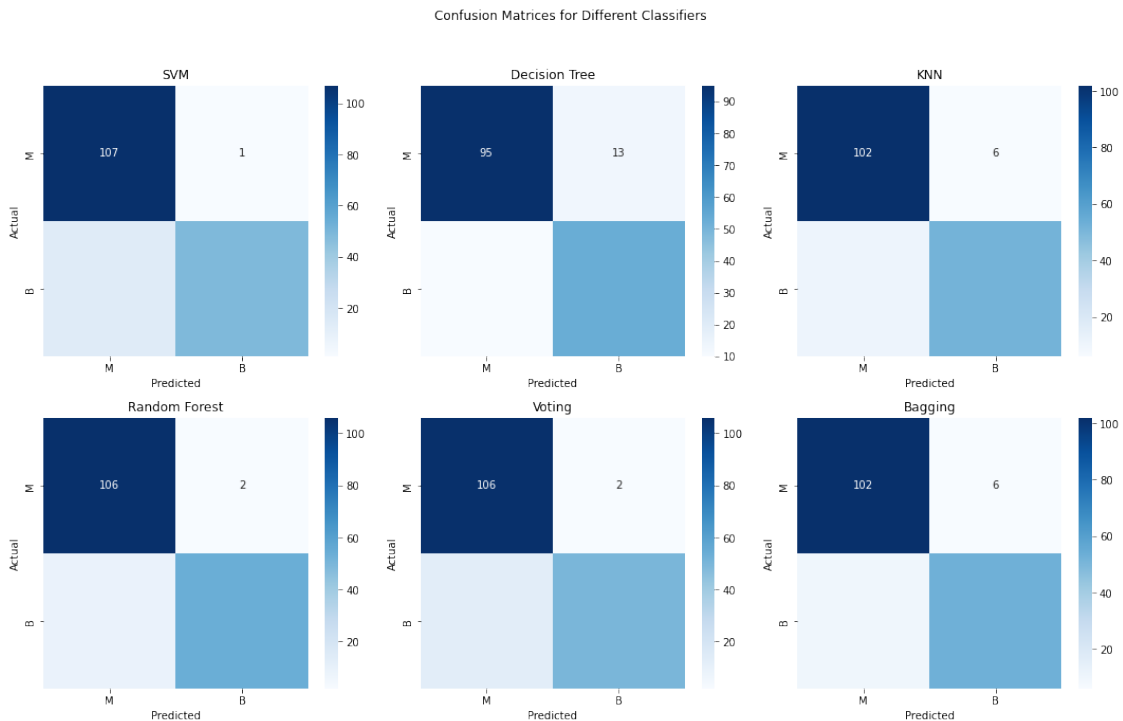 Confusion Matrices for Different Classifiers
SVM
Decision Tree
KNN
M
107
1
100
80
60
40
20
Actual
B
M
B
Predicted
M
95
13
90
80
70
60
50
40
30
20
10
Actual
B
M
B
Predicted
M
102
6
100
80
60
40
20
Actual
B
M
B
Predicted
Random Forest
Voting
Bagging
M
106
2
100
80
60
40
20
Actual
B
M
B
Predicted
M
106
2
100
80
60
40
20
Actual
B
M
B
Predicted
M
102
6
100
80
60
40
20
Actual
B
M
B
Predicted